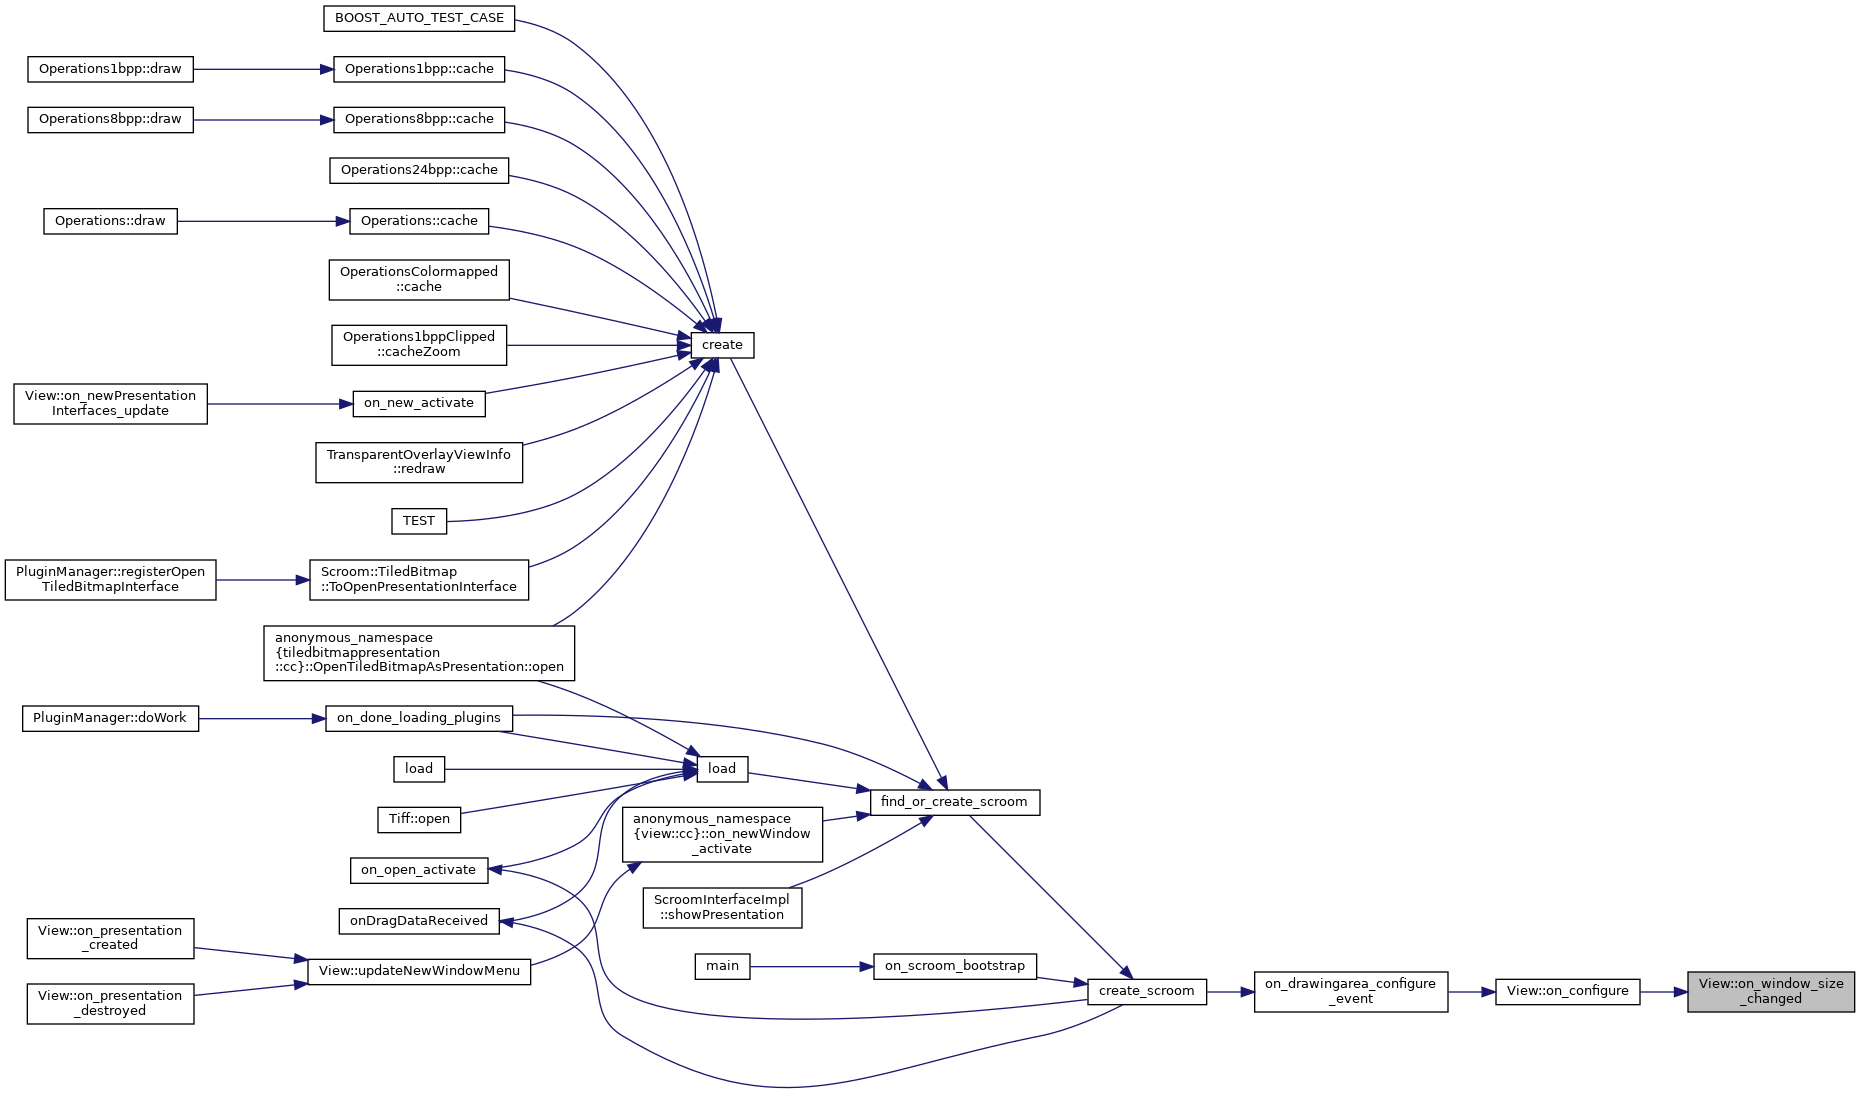 BOOST_AUTO_TEST_CASE
Operations1bpp::draw
Operations1bpp::cache
Operations8bpp::draw
Operations8bpp::cache
Operations24bpp::cache
Operations::draw
Operations::cache
OperationsColormapped
::cache
Operations1bppClipped
::cacheZoom
create
View::on_newPresentation
Interfaces_update
on_new_activate
TransparentOverlayViewInfo
::redraw
TEST
PluginManager::registerOpen
TiledBitmapInterface
Scroom::TiledBitmap
::ToOpenPresentationInterface
anonymous_namespace
{tiledbitmappresentation
::cc}::OpenTiledBitmapAsPresentation::open
PluginManager::doWork
on_done_loading_plugins
load
load
Tiff::open
find_or_create_scroom
anonymous_namespace
{view::cc}::on_newWindow
_activate
on_open_activate
ScroomInterfaceImpl
::showPresentation
onDragDataReceived
View::on_presentation
_created
View::updateNewWindowMenu
View::on_presentation
_destroyed
main
on_scroom_bootstrap
create_scroom
on_drawingarea_configure
_event
View::on_configure
View::on_window_size
_changed